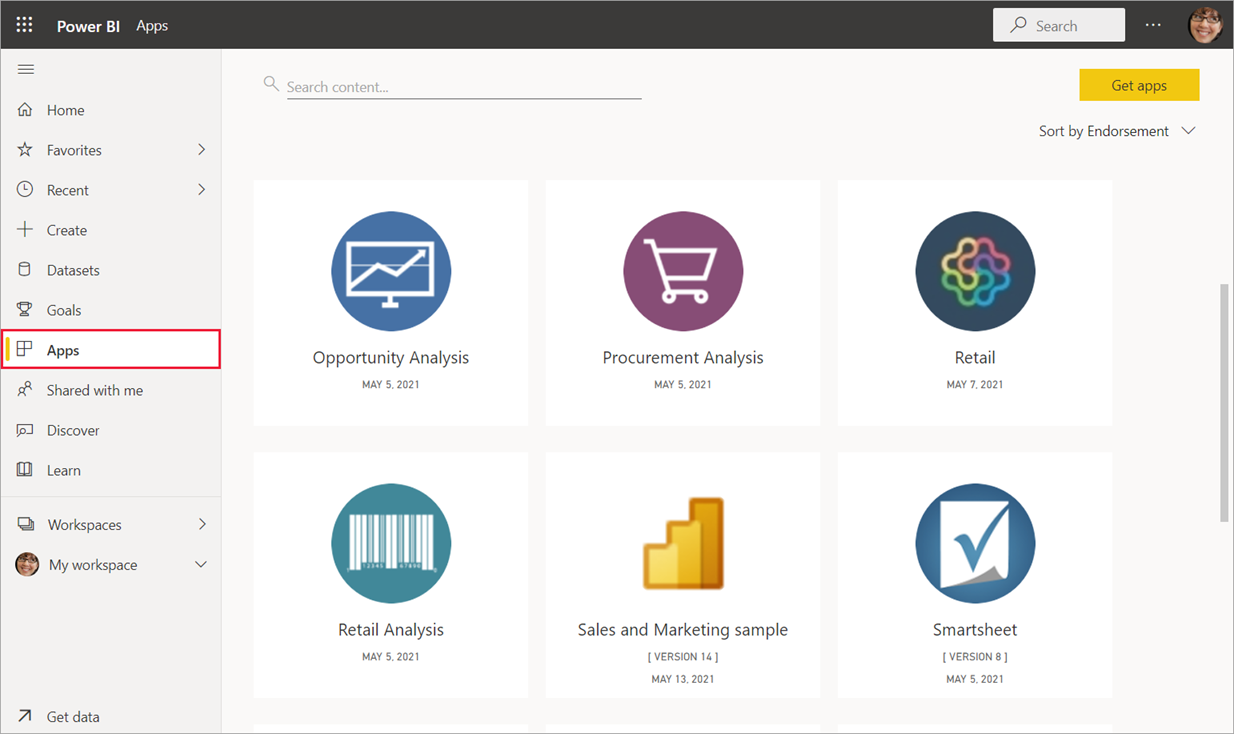 Power BI Apps
Search
Search content...
Get apps
Sort by Endorsement
Home
Favorites
Recent
Create
Datasets
Goals
Apps
Shared with me
Discover
Learn
Workspaces
My workspace
Get data
Opportunity Analysis
MAY 5, 2021
Procurement Analysis
MAY 5, 2021
Retail
MAY 7, 2021
Retail Analysis
MAY 5, 2021
Sales and Marketing sample
[ VERSION 14 ]
MAY 13, 2021
Smartsheet
[ VERSION 8 ]
MAY 5, 2021